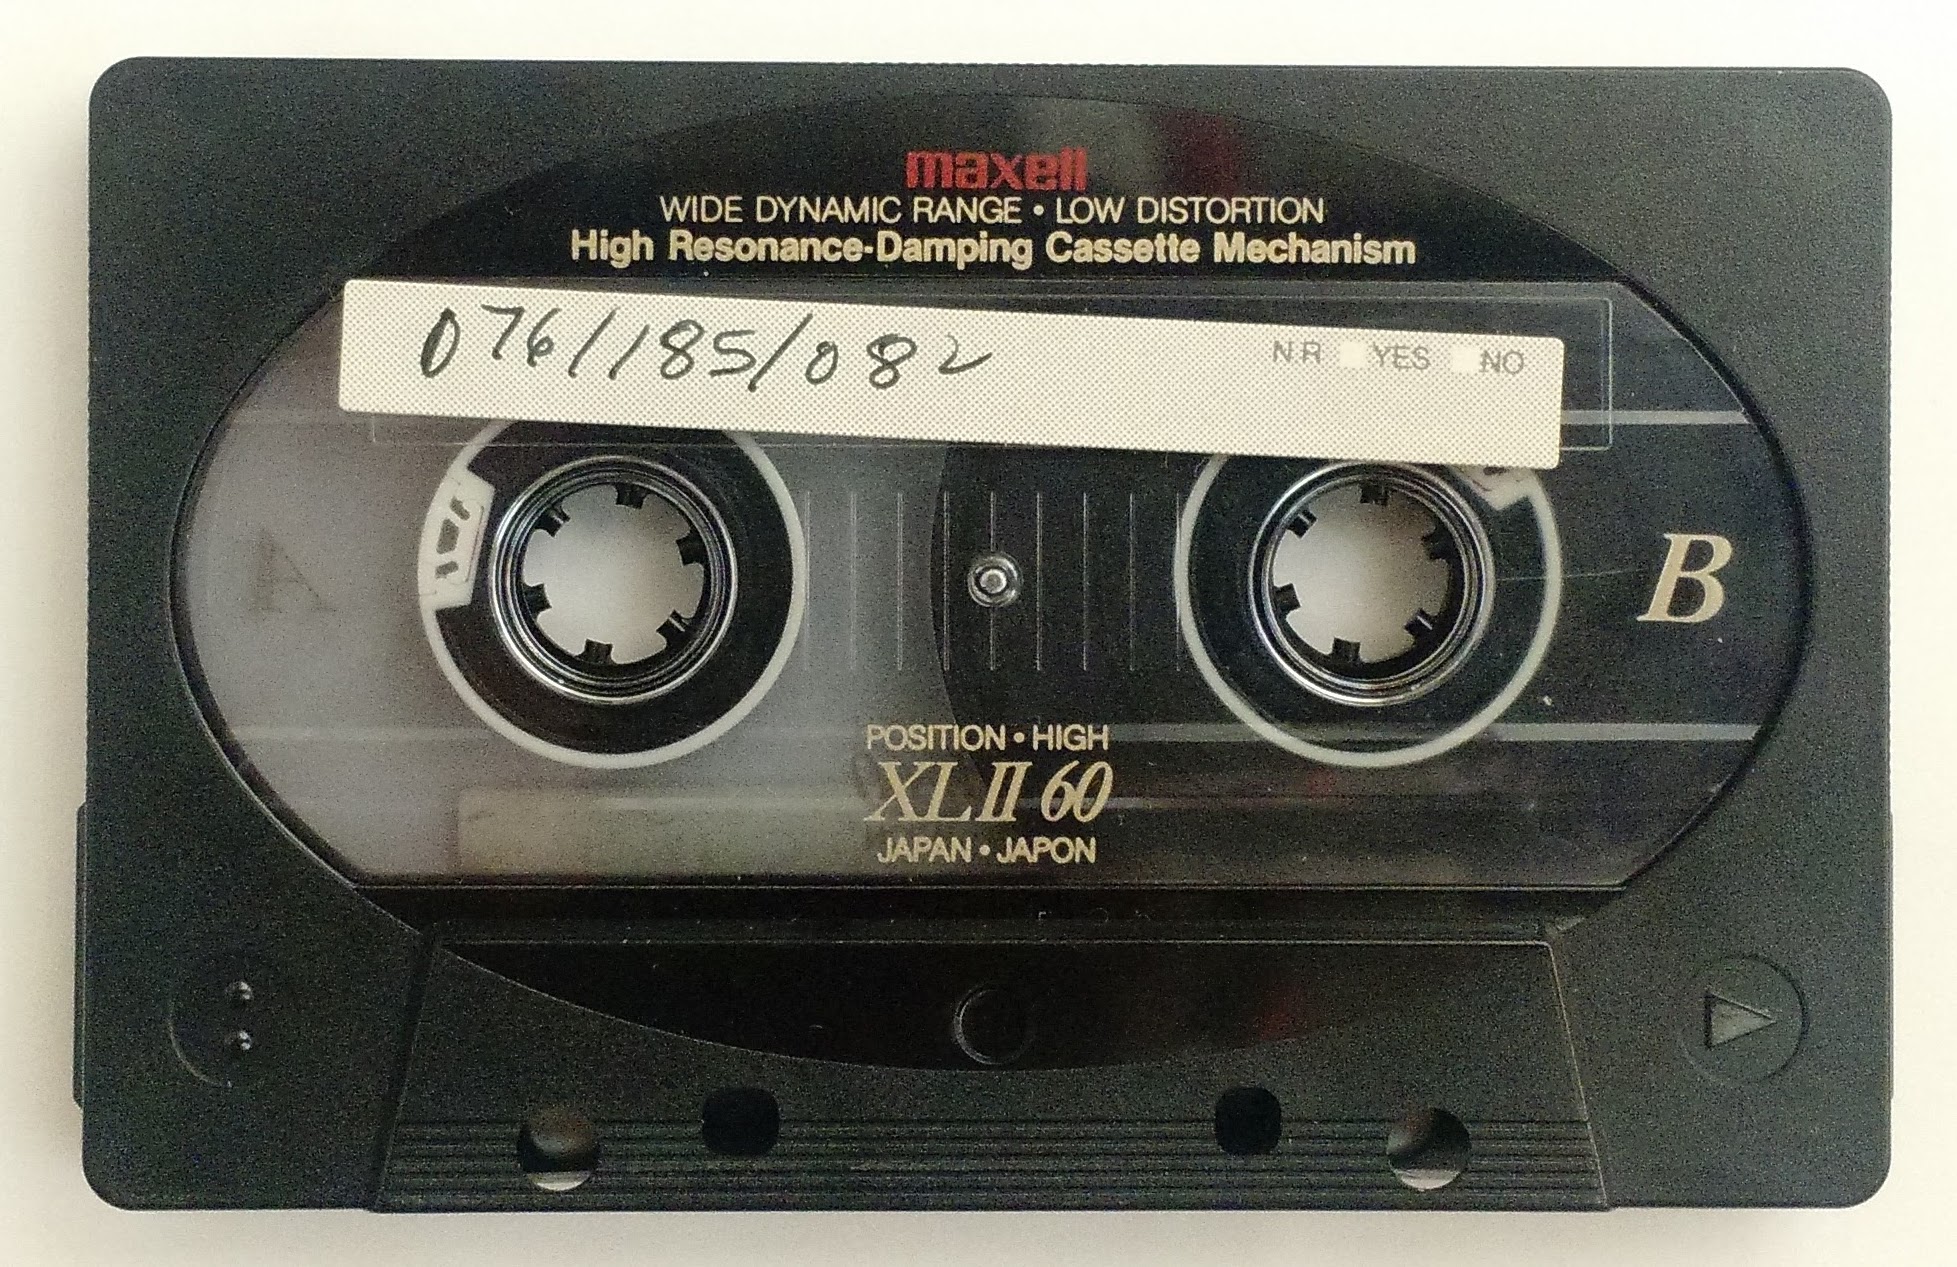 maxell
WIDE DYNAMIC RANGE • LOW DISTORTION
High Resonance-Damping Cassette Mechanism
076/185/082 NR YES NO
A B
POSITION • HIGH
XLII 60
JAPAN • JAPON